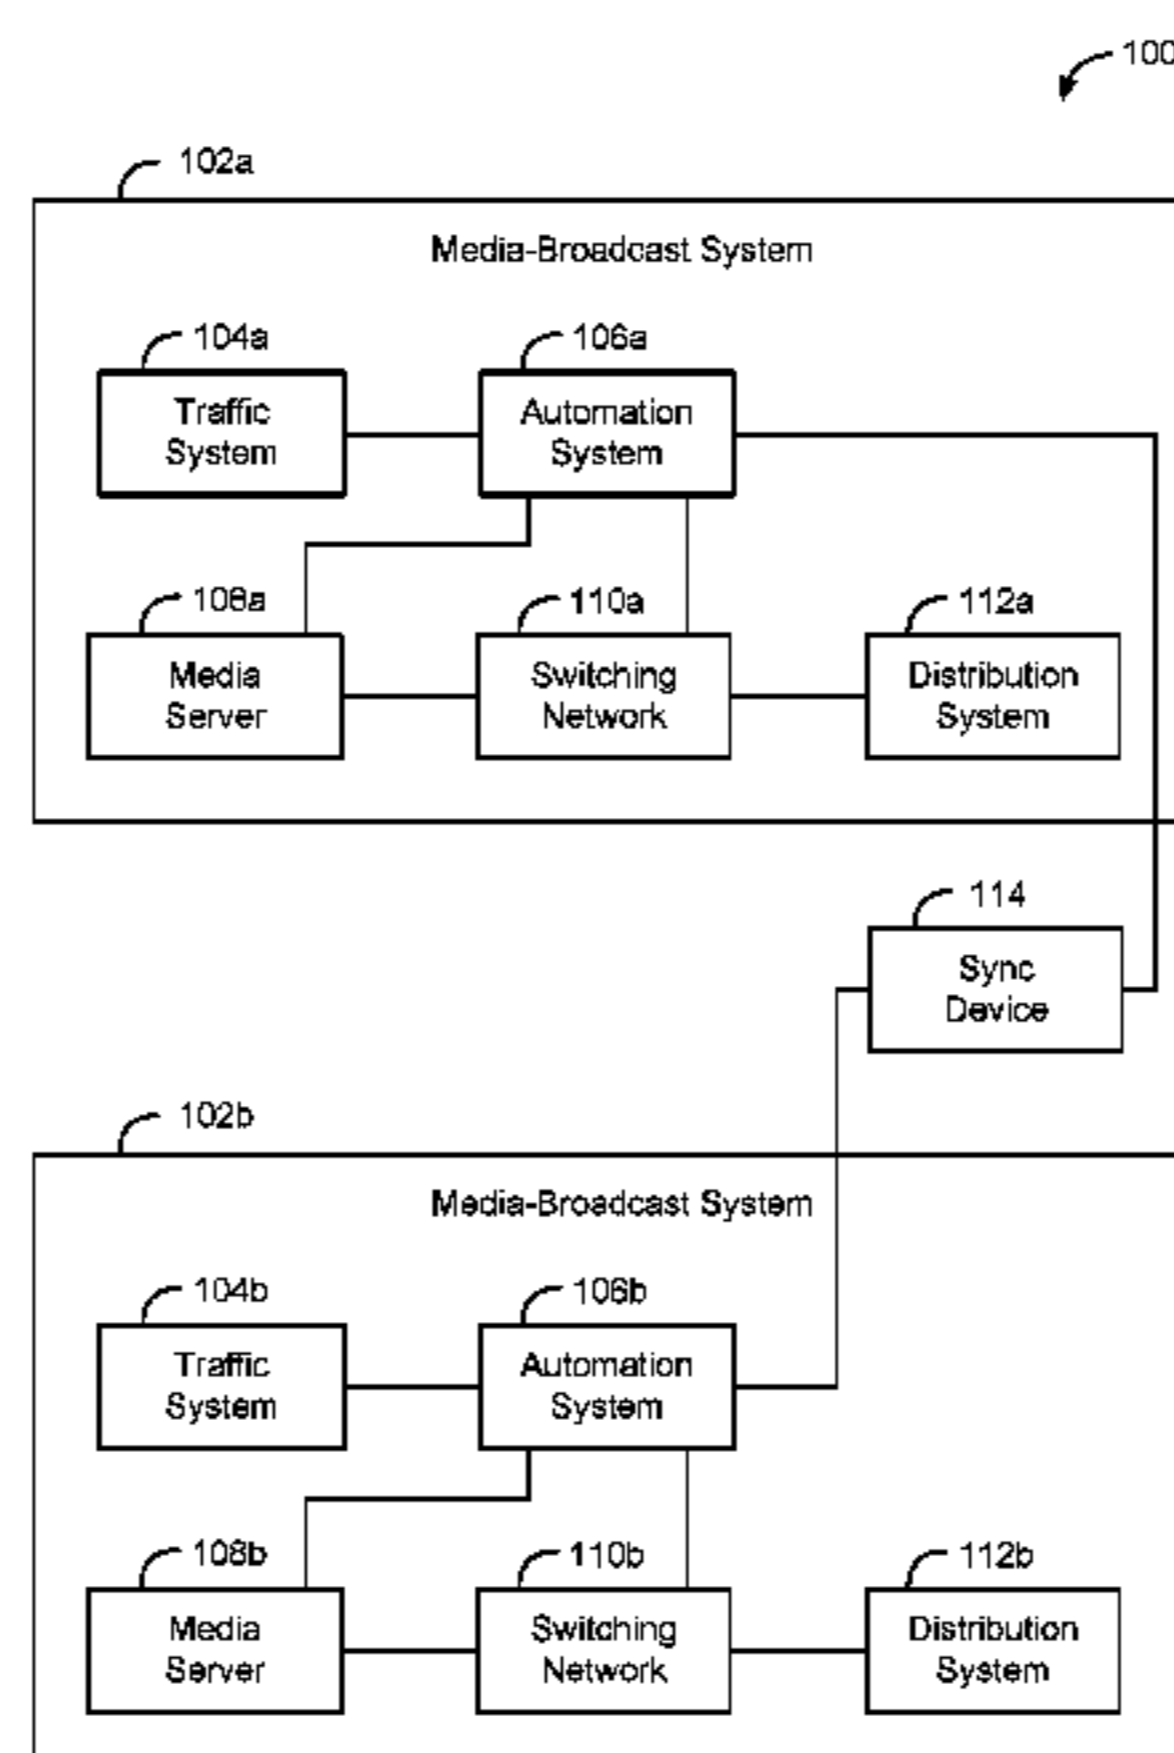 100
102a
Media-Broadcast System
104a
106a
Traffic
System
Automation
System
108a
110a
112a
Media
Server
Switching
Network
Distribution
System
114
Sync
Device
102b
Media-Broadcast System
104b
106b
Traffic
System
Automation
System
108b
110b
112b
Media
Server
Switching
Network
Distribution
System